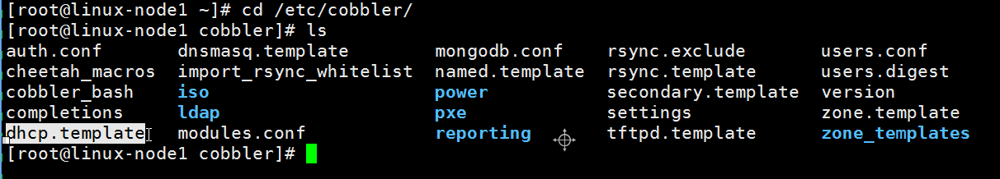 [root@linux-node1 ~]# cd /etc/cobbler/
[root@linux-node1 cobbler]# ls
auth.conf dnsmasq.template mongodb.conf rsync.exclude users.conf
cheetah_macros import_rsync_whitelist named.template rsync.template users.digest
cobbler_bash iso power secondary.template version
completions ldap pxe settings zone.template
dhcp.template modules.conf reporting tftpd.template zone_templates
[root@linux-node1 cobbler]#